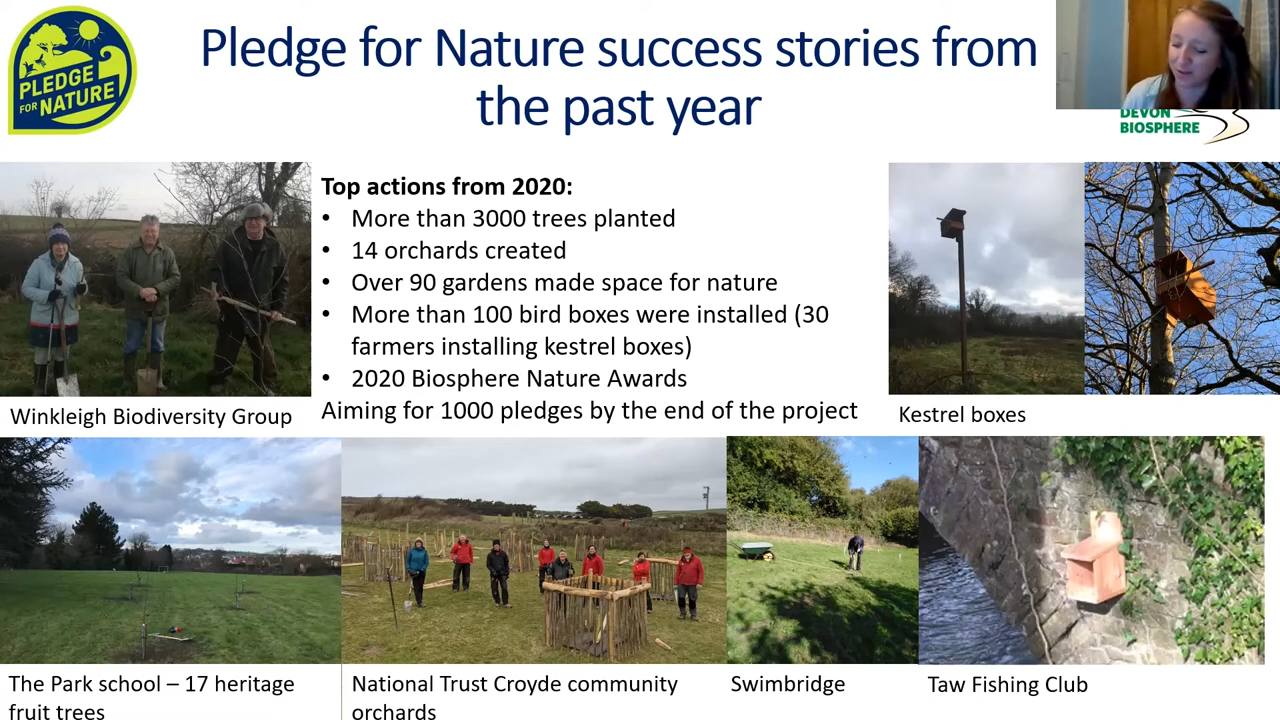 PLEDGE
FOR NATURE
Pledge for Nature success stories from
the past year
DEVON
BIOSPHERE
Top actions from 2020:
• More than 3000 trees planted
• 14 orchards created
• Over 90 gardens made space for nature
• More than 100 bird boxes were installed (30
farmers installing kestrel boxes)
• 2020 Biosphere Nature Awards
Aiming for 1000 pledges by the end of the project
Winkleigh Biodiversity Group
Kestrel boxes
The Park school – 17 heritage
fruit trees
National Trust Croyde community
orchards
Swimbridge
Taw Fishing Club